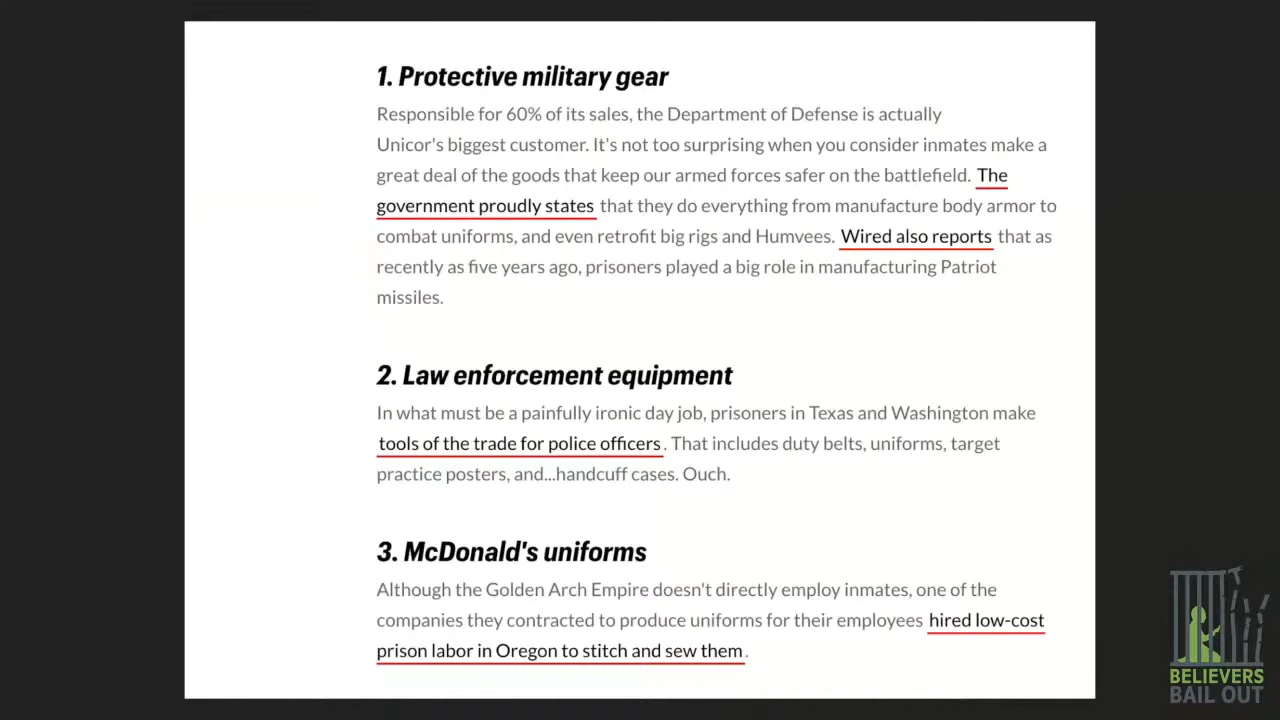 1. Protective military gear
Responsible for 60% of its sales, the Department of Defense is actually
Unicor's biggest customer. It's not too surprising when you consider inmates make a
great deal of the goods that keep our armed forces safer on the battlefield. The
government proudly states that they do everything from manufacture body armor to
combat uniforms, and even retrofit big rigs and Humvees. Wired also reports that as
recently as five years ago, prisoners played a big role in manufacturing Patriot
missiles.
2. Law enforcement equipment
In what must be a painfully ironic day job, prisoners in Texas and Washington make
tools of the trade for police officers. That includes duty belts, uniforms, target
practice posters, and...handcuff cases. Ouch.
3. McDonald's uniforms
Although the Golden Arch Empire doesn't directly employ inmates, one of the
companies they contracted to produce uniforms for their employees hired low-cost
prison labor in Oregon to stitch and sew them.
BELIEVERS
BAIL OUT